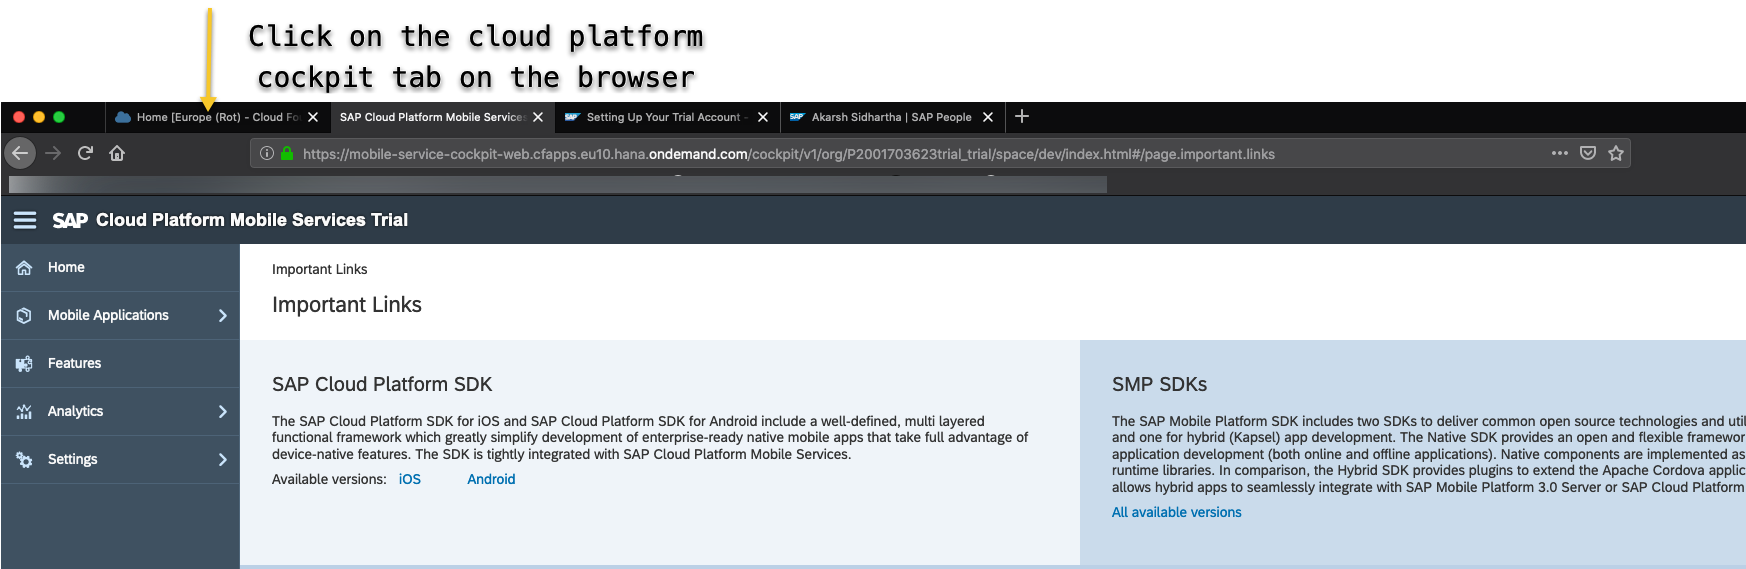 Click on the cloud platform
cockpit tab on the browser
Home [Europe (Rot) - Cloud Fo
SAP Cloud Platform Mobile Services
SAP Setting Up Your Trial Account -
SAP Akarsh Sidhartha | SAP People
https://mobile-service-cockpit-web.cfapps.eu10.hana.ondemand.com/cockpit/v1/org/P2001703623trial_trial/space/dev/index.html#/page.important.links
SAP Cloud Platform Mobile Services Trial
Home
Mobile Applications
Features
Analytics
Settings
Important Links
Important Links
SAP Cloud Platform SDK
The SAP Cloud Platform SDK for iOS and SAP Cloud Platform SDK for Android include a well-defined, multi layered
functional framework which greatly simplify development of enterprise-ready native mobile apps that take full advantage of
device-native features. The SDK is tightly integrated with SAP Cloud Platform Mobile Services.
Available versions: iOS Android
SMP SDKs
The SAP Mobile Platform SDK includes two SDKs to deliver common open source technologies and util
and one for hybrid (Kapsel) app development. The Native SDK provides an open and flexible framewor
application development (both online and offline applications). Native components are implemented as
runtime libraries. In comparison, the Hybrid SDK provides plugins to extend the Apache Cordova applic
allows hybrid apps to seamlessly integrate with SAP Mobile Platform 3.0 Server or SAP Cloud Platform
All available versions